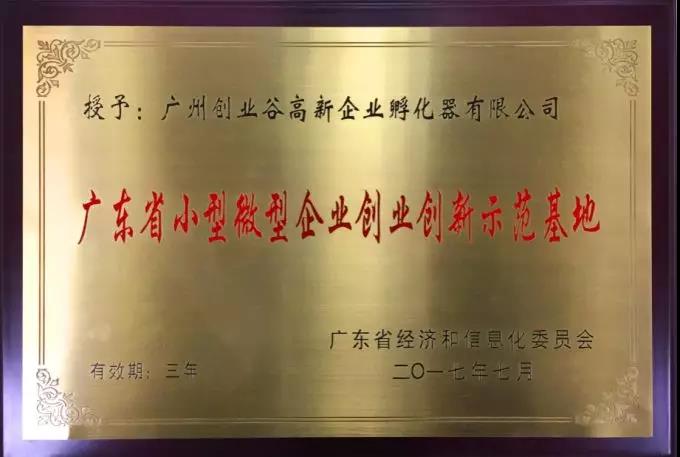 授予：广州创业谷高新企业孵化器有限公司
广东省小型微型企业创业创新示范基地
广东省经济和信息化委员会
有效期：三年
二〇一七年七月